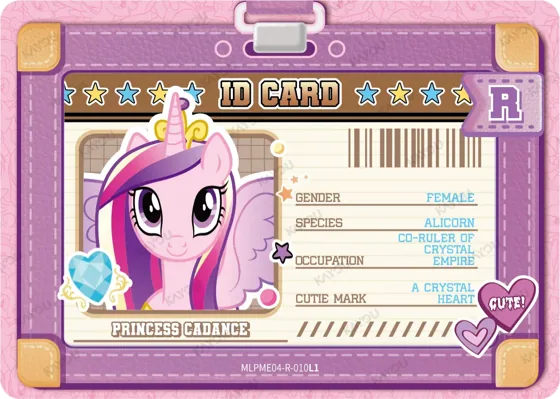 ID CARD
R
GENDER FEMALE
SPECIES ALICORN
OCCUPATION CO-RULER OF
CRYSTAL
EMPIRE
CUTIE MARK A CRYSTAL
HEART
CUTE!
PRINCESS CADANCE
MLPME04-R-010L1
KAYOU